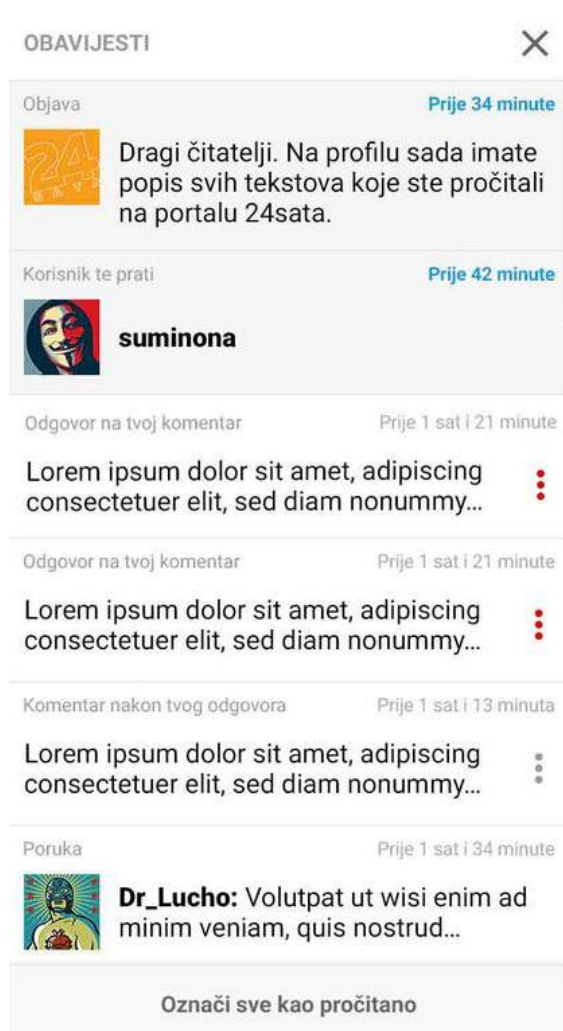 OBAVIJESTI
Objava
Prije 34 minute
24
SATA
Dragi čitatelji. Na profilu sada imate
popis svih tekstova koje ste pročitali
na portalu 24sata.
Korisnik te prati
Prije 42 minute
suminona
Odgovor na tvoj komentar
Prije 1 sat i 21 minute
Lorem ipsum dolor sit amet, adipiscing
consectetuer elit, sed diam nonummy...
Odgovor na tvoj komentar
Prije 1 sat i 21 minute
Lorem ipsum dolor sit amet, adipiscing
consectetuer elit, sed diam nonummy...
Komentar nakon tvog odgovora
Prije 1 sat i 13 minuta
Lorem ipsum dolor sit amet, adipiscing
consectetuer elit, sed diam nonummy...
Poruka
Prije 1 sat i 34 minute
Dr_Lucho: Volutpat ut wisi enim ad
minim veniam, quis nostrud...
Označi sve kao pročitano